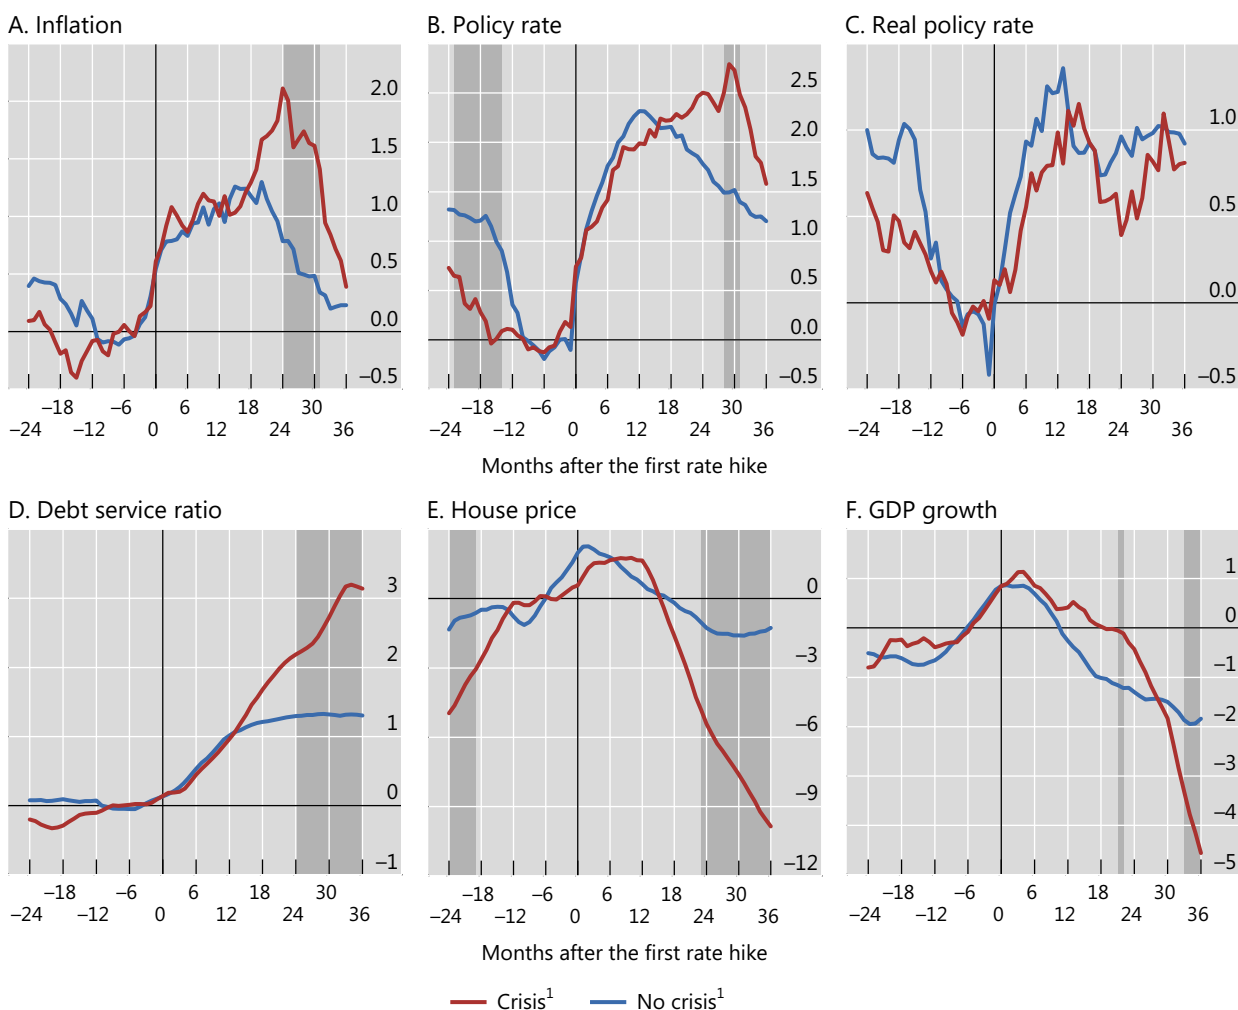 A. Inflation
B. Policy rate
C. Real policy rate
2.0
1.5
1.0
0.5
0.0
−0.5
2.5
2.0
1.5
1.0
0.5
0.0
−0.5
1.0
0.5
0.0
−0.5
−18 −6 6 18 30
−24 −12 0 12 24 36
−18 −6 6 18 30
−24 −12 0 12 24 36
−18 −6 6 18 30
−24 −12 0 12 24 36
Months after the first rate hike
D. Debt service ratio
E. House price
F. GDP growth
3
2
1
0
−1
0
−3
−6
−9
−12
1
0
−1
−2
−3
−4
−5
−18 −6 6 18 30
−24 −12 0 12 24 36
−18 −6 6 18 30
−24 −12 0 12 24 36
−18 −6 6 18 30
−24 −12 0 12 24 36
Months after the first rate hike
Crisis¹ No crisis¹